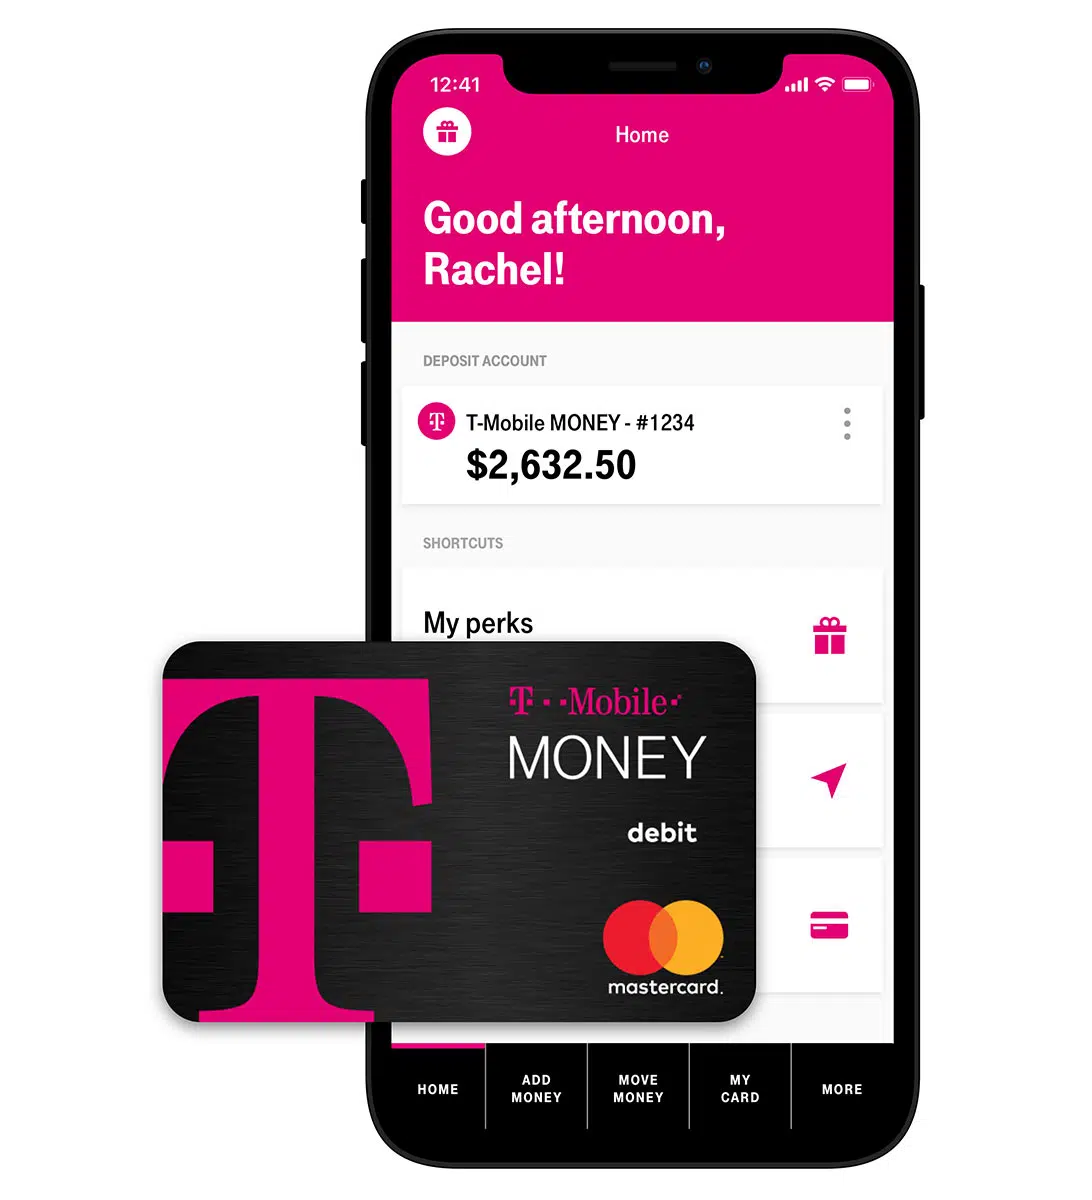 12:41
Home
Good afternoon,
Rachel!
DEPOSIT ACCOUNT
T-Mobile MONEY - #1234
$2,632.50
SHORTCUTS
My perks
T
T··Mobile·
MONEY
debit
mastercard.
HOME
ADD
MONEY
MOVE
MONEY
MY
CARD
MORE